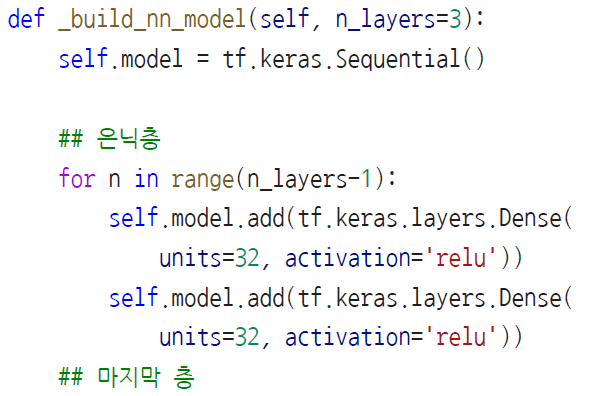 def _build_nn_model(self, n_layers=3):
    self.model = tf.keras.Sequential()

    ## 은닉층
    for n in range(n_layers-1):
        self.model.add(tf.keras.layers.Dense(
            units=32, activation='relu'))
        self.model.add(tf.keras.layers.Dense(
            units=32, activation='relu'))
    ## 마지막 층